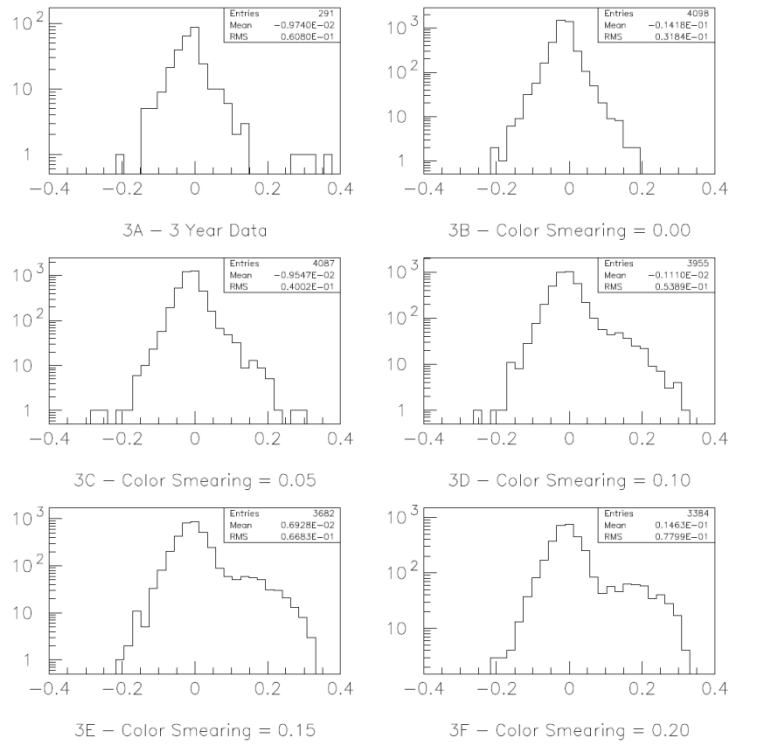 Entries 291
Mean -0.9740E-02
RMS 0.6080E-01
10²
10
1
-0.4 -0.2 0 0.2 0.4
3A - 3 Year Data
Entries 4098
Mean -0.1418E-01
RMS 0.3184E-01
10³
10²
10
1
-0.4 -0.2 0 0.2 0.4
3B - Color Smearing = 0.00
Entries 4087
Mean -0.9547E-02
RMS 0.4002E-01
10³
10²
10
1
-0.4 -0.2 0 0.2 0.4
3C - Color Smearing = 0.05
Entries 3955
Mean -0.1110E-02
RMS 0.5389E-01
10³
10²
10
1
-0.4 -0.2 0 0.2 0.4
3D - Color Smearing = 0.10
Entries 3682
Mean 0.6928E-02
RMS 0.6683E-01
10³
10²
10
1
-0.4 -0.2 0 0.2 0.4
3E - Color Smearing = 0.15
Entries 3384
Mean 0.1463E-01
RMS 0.7799E-01
10³
10²
10
-0.4 -0.2 0 0.2 0.4
3F - Color Smearing = 0.20